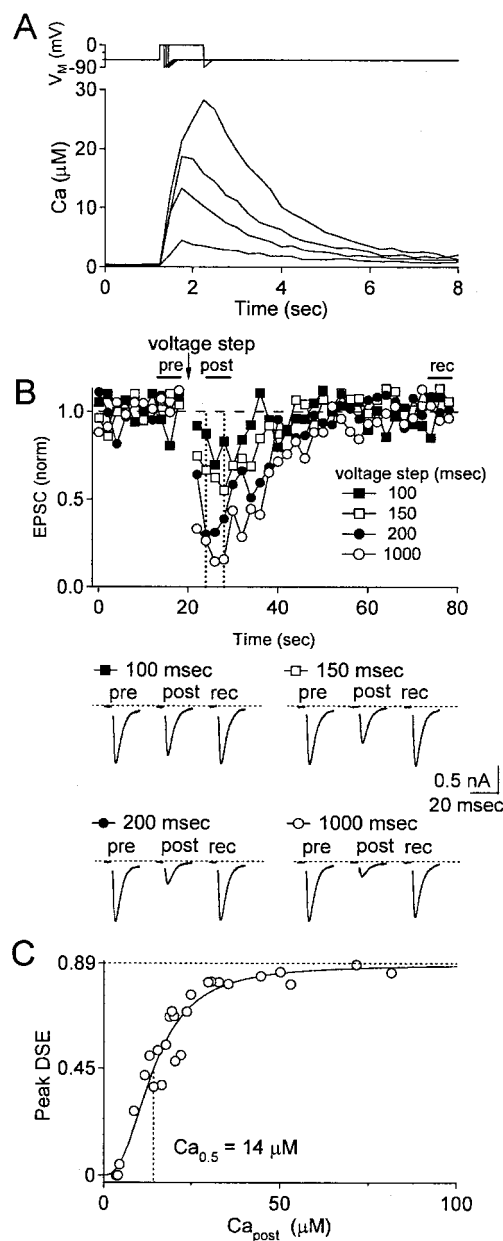 A
V_M (mV)
0
-90
Ca (μM)
30
20
10
0
0 2 4 6 8
Time (sec)
voltage step
pre post rec
B
EPSC (norm)
1.0
0.5
0.0
voltage step (msec)
100
150
200
1000
0 20 40 60 80
Time (sec)
100 msec 150 msec
pre post rec pre post rec
0.5 nA
20 msec
200 msec 1000 msec
pre post rec pre post rec
C
Peak DSE
0.89
0.45
0
Ca0.5 = 14 μM
0 50 100
Capost (μM)